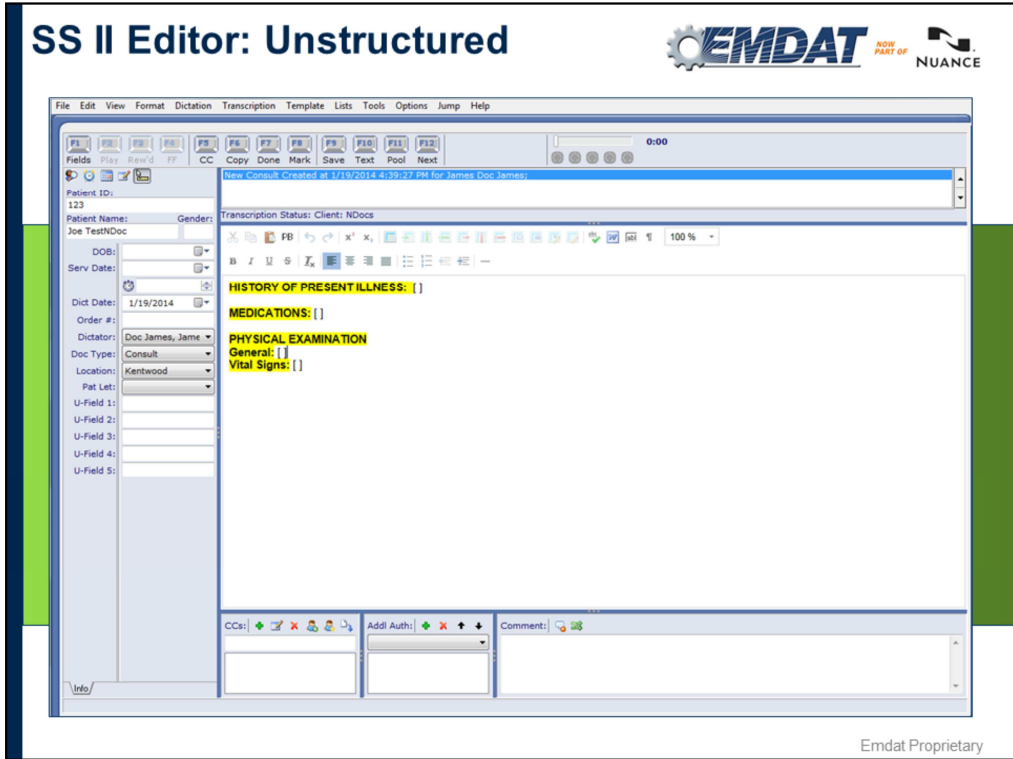 SS II Editor: Unstructured
EMDAT NOW PART OF NUANCE
File Edit View Format Dictation Transcription Template Lists Tools Options Jump Help
F1 F2 F3 F4 F5 F6 F7 F8 F9 F10 F11 F12
0:00
Fields Play Rew'd FF CC Copy Done Mark Save Text Pool Next
New Consult Created at 1/19/2014 4:39:27 PM for James Doc James;
Patient ID:
123
Patient Name: Gender:
Joe TestNDoc
Transcription Status: Client: NDocs
PB x² x₂ ab ¶ 100 %
B I U S Tx
DOB:
Serv Date:
Dict Date: 1/19/2014
Order #:
Dictator: Doc James, Jame
Doc Type: Consult
Location: Kentwood
Pat Let:
U-Field 1:
U-Field 2:
U-Field 3:
U-Field 4:
U-Field 5:
HISTORY OF PRESENT ILLNESS: [ ]
MEDICATIONS: [ ]
PHYSICAL EXAMINATION
General: [ ]
Vital Signs: [ ]
CCs: Addl Auth: Comment:
Info
Emdat Proprietary